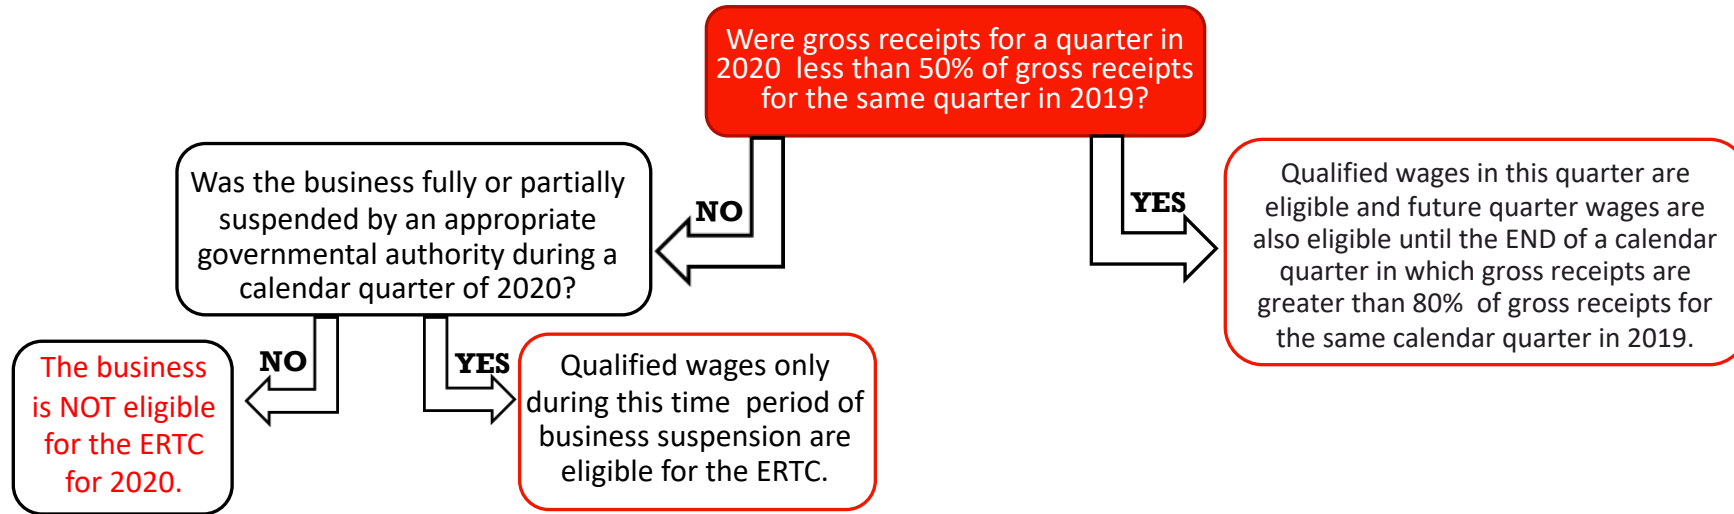 Were gross receipts for a quarter in
2020 less than 50% of gross receipts
for the same quarter in 2019?
NO
YES
Was the business fully or partially
suspended by an appropriate
governmental authority during a
calendar quarter of 2020?
Qualified wages in this quarter are
eligible and future quarter wages are
also eligible until the END of a calendar
quarter in which gross receipts are
greater than 80% of gross receipts for
the same calendar quarter in 2019.
NO
YES
The business
is NOT eligible
for the ERTC
for 2020.
Qualified wages only
during this time period of
business suspension are
eligible for the ERTC.